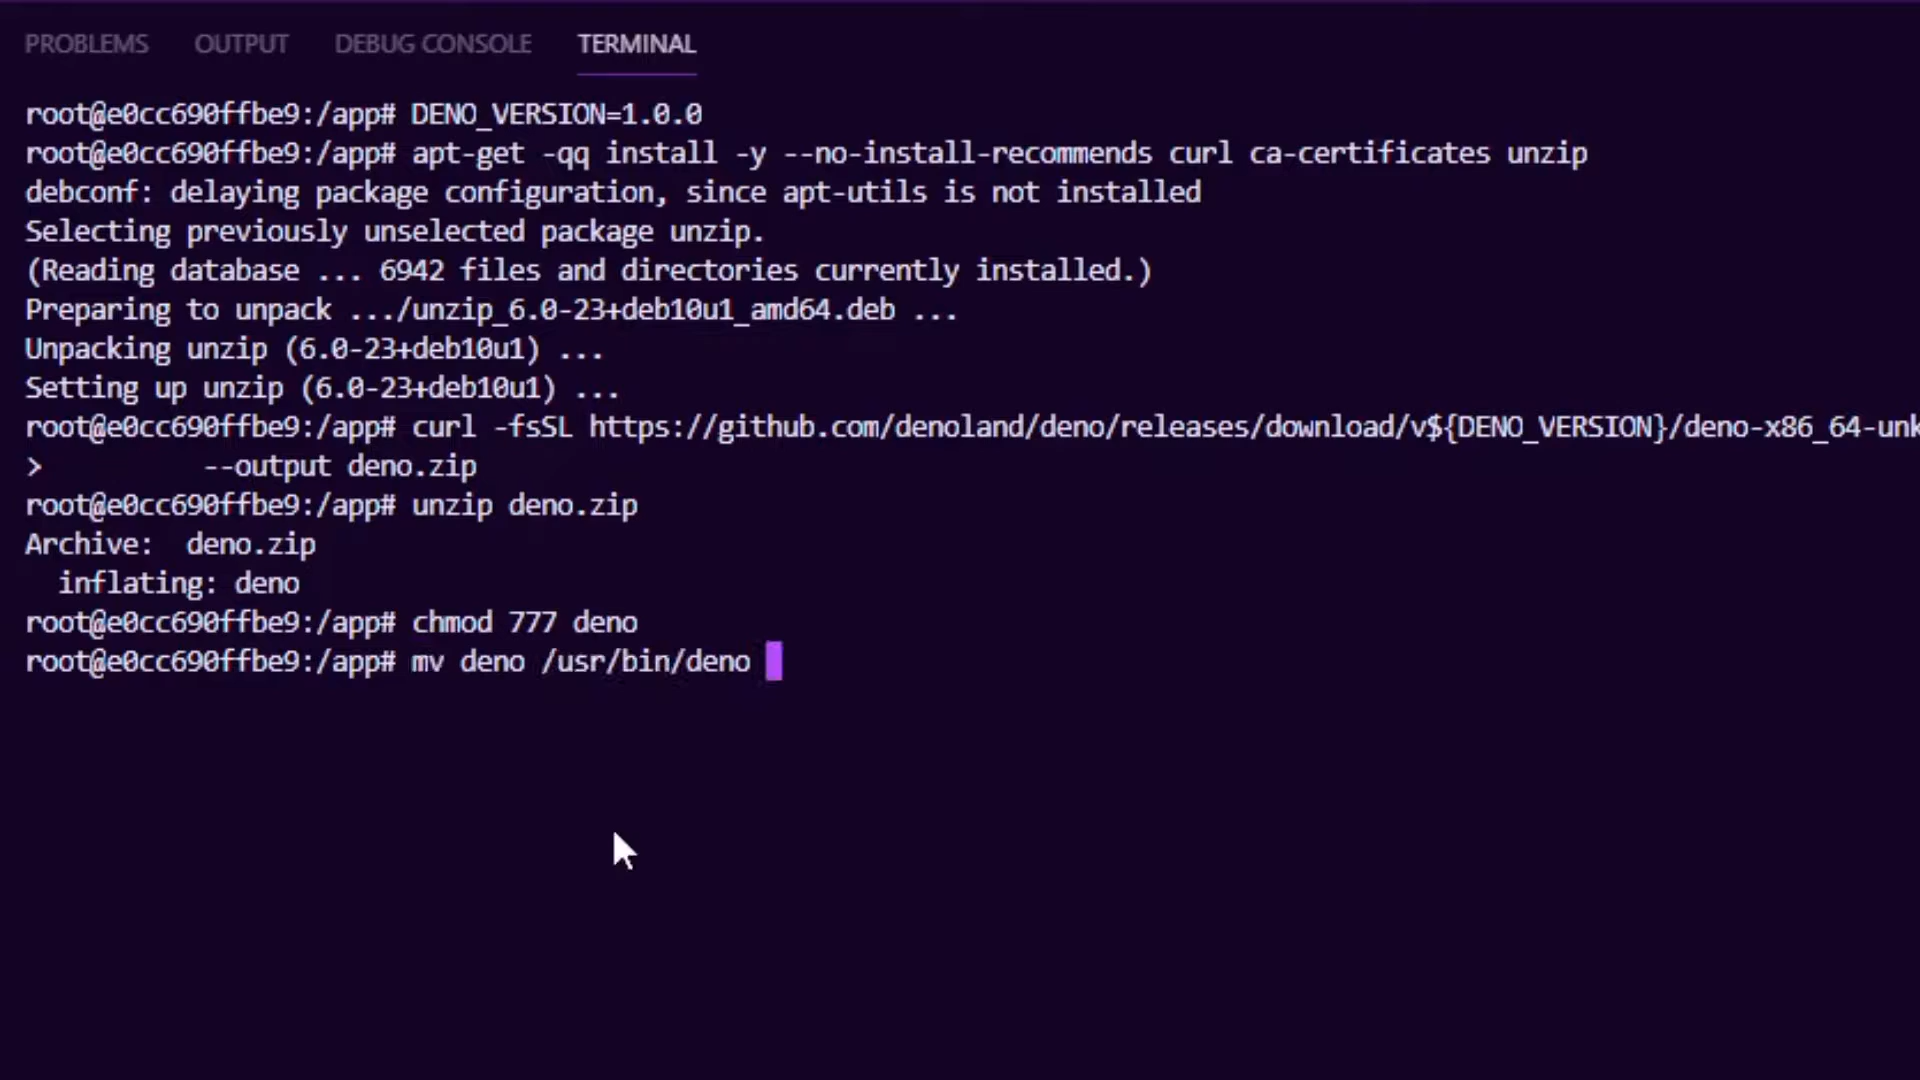 PROBLEMS OUTPUT DEBUG CONSOLE TERMINAL
root@e0cc690ffbe9:/app# DENO_VERSION=1.0.0
root@e0cc690ffbe9:/app# apt-get -qq install -y --no-install-recommends curl ca-certificates unzip
debconf: delaying package configuration, since apt-utils is not installed
Selecting previously unselected package unzip.
(Reading database ... 6942 files and directories currently installed.)
Preparing to unpack .../unzip_6.0-23+deb10u1_amd64.deb ...
Unpacking unzip (6.0-23+deb10u1) ...
Setting up unzip (6.0-23+deb10u1) ...
root@e0cc690ffbe9:/app# curl -fsSL https://github.com/denoland/deno/releases/download/v${DENO_VERSION}/deno-x86_64-unk
>          --output deno.zip
root@e0cc690ffbe9:/app# unzip deno.zip
Archive:  deno.zip
  inflating: deno
root@e0cc690ffbe9:/app# chmod 777 deno
root@e0cc690ffbe9:/app# mv deno /usr/bin/deno